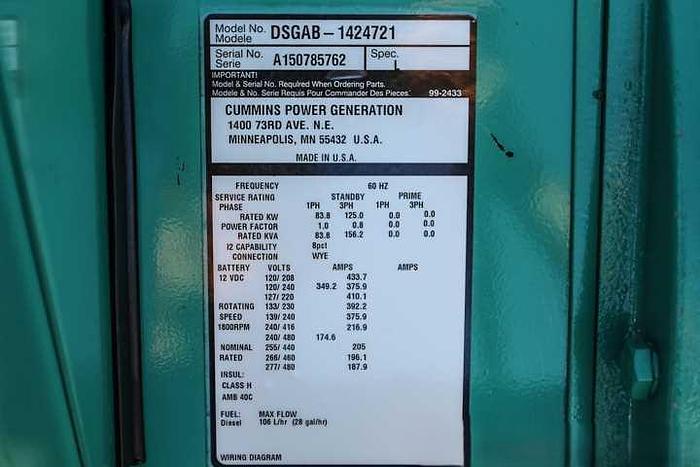 Model No. DSGAB-1424721
Modele
Serial No. A150785762 Spec.
Serie L
IMPORTANT!
Model & Serial No. Required When Ordering Parts.
Modele & No. Serie Requis Pour Commander Des Pieces. 99-2433
CUMMINS POWER GENERATION
1400 73RD AVE. N.E.
MINNEAPOLIS, MN 55432 U.S.A.
MADE IN U.S.A.
FREQUENCY 60 HZ
SERVICE RATING STANDBY PRIME
PHASE 1PH 3PH 1PH 3PH
RATED KW 83.8 125.0 0.0 0.0
POWER FACTOR 1.0 0.8 0.0 0.0
RATED KVA 83.8 156.2 0.0 0.0
I2 CAPABILITY 8pct
CONNECTION WYE
BATTERY VOLTS AMPS AMPS
12 VDC 120/ 208 433.7
120/ 240 349.2 375.9
127/ 220 410.1
ROTATING 133/ 230 392.2
SPEED 139/ 240 375.9
1800RPM 240/ 416 216.9
240/ 480 174.6
NOMINAL 255/ 440 205
RATED 266/ 460 196.1
277/ 480 187.9
INSUL:
CLASS H
AMB 40C
FUEL: MAX FLOW
Diesel 106 L/hr (28 gal/hr)
WIRING DIAGRAM